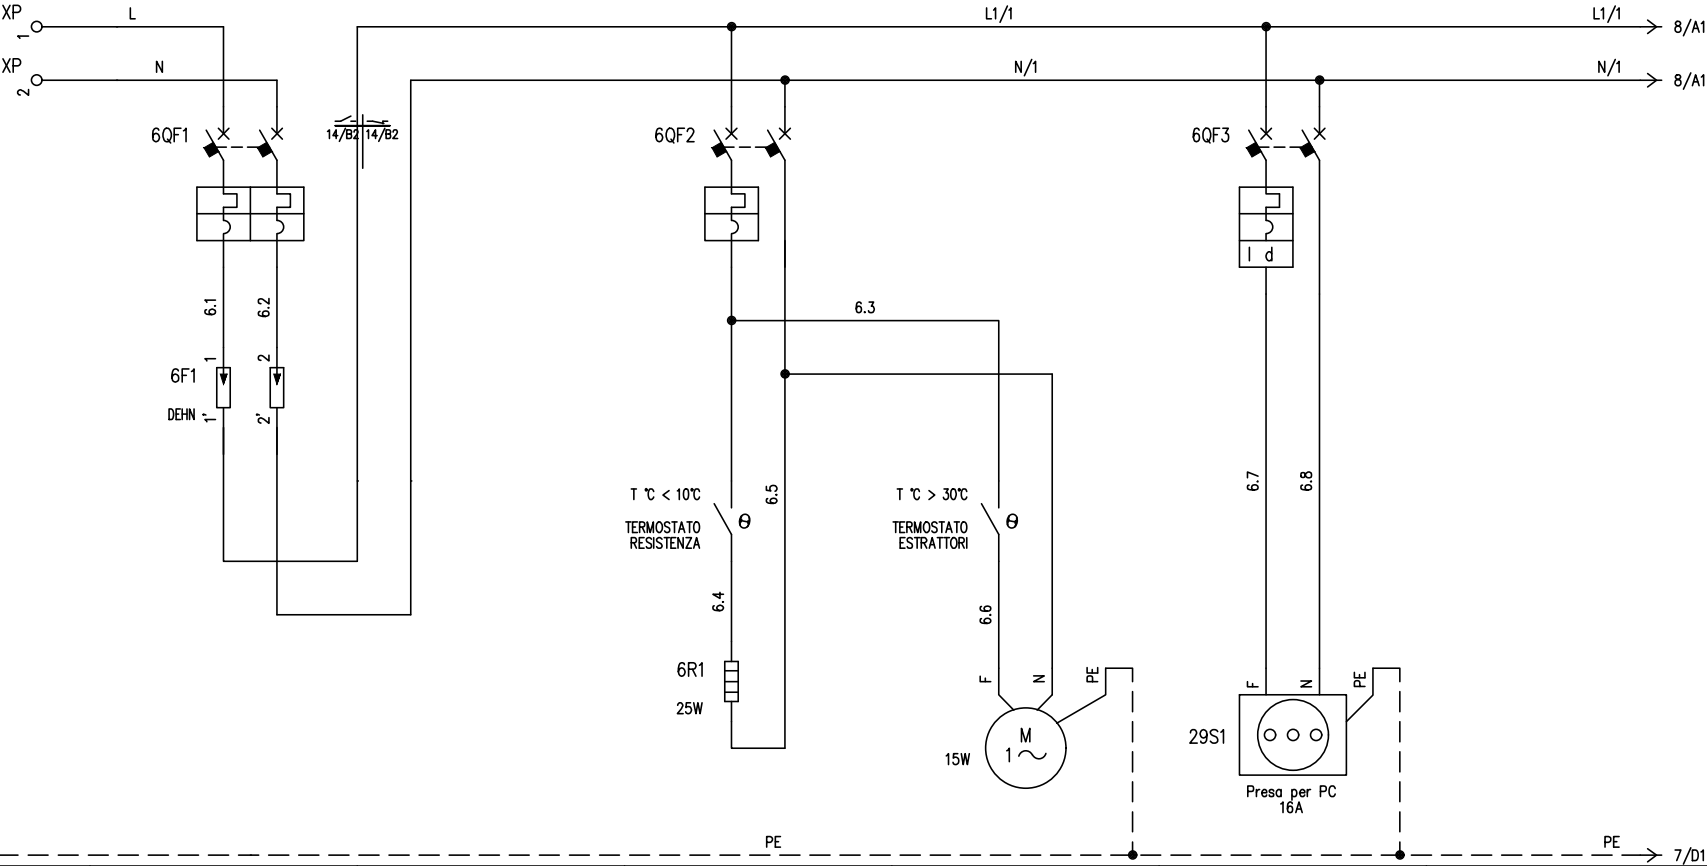 XP
1
L
L1/1
L1/1
8/A1
XP
2
N
N/1
N/1
8/A1
6QF1
14/B2
14/B2
6QF2
6QF3
I d
6.1
6.2
6.3
1
2
6F1
DEHN
1'
2'
T °C < 10°C
TERMOSTATO
RESISTENZA
θ
6.5
T °C > 30°C
TERMOSTATO
ESTRATTORI
θ
6.7
6.8
6.4
6.6
6R1
25W
F
N
PE
M
1~
15W
F
N
PE
29S1
Presa per PC
16A
PE
PE
7/D1